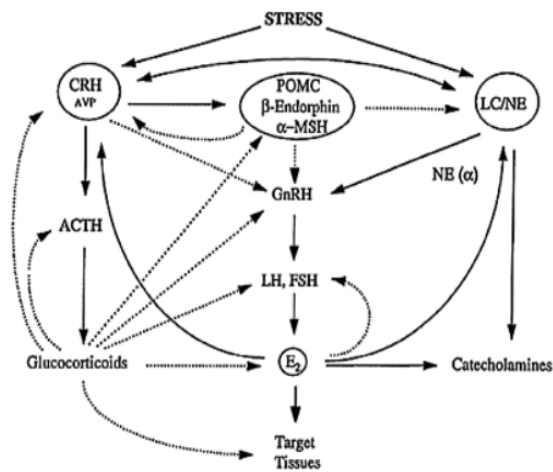 STRESS
CRH
AVP
POMC
β-Endorphin
α-MSH
LC/NE
NE (α)
GnRH
ACTH
LH, FSH
Glucocorticoids
E2
Catecholamines
Target
Tissues